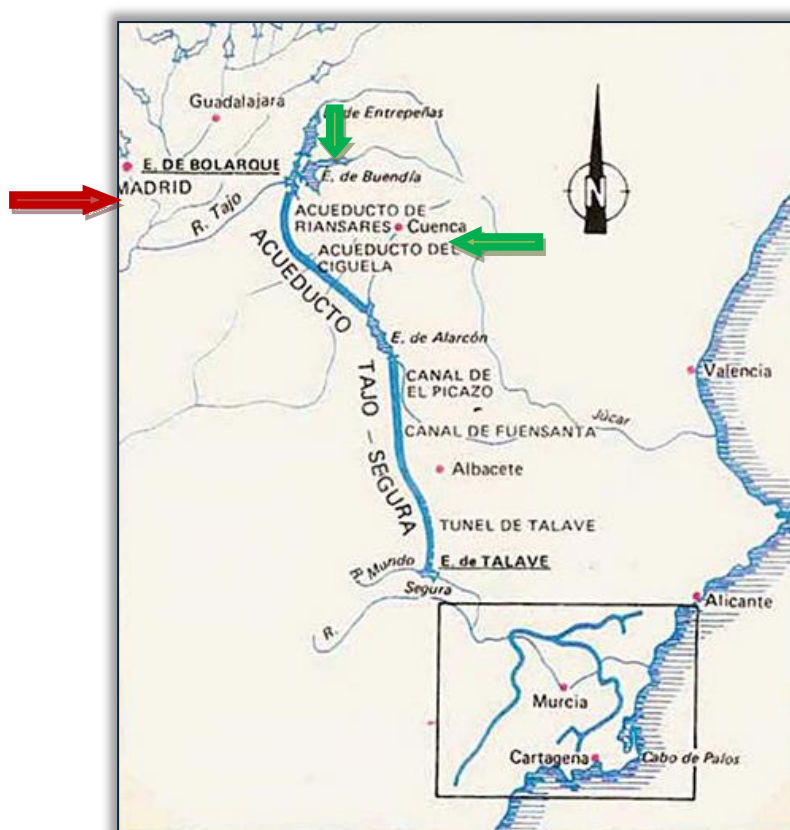 Guadalajara
de Entrepeñas
E. DE BOLARQUE
MADRID
E. de Buendía
R. Tajo
ACUEDUCTO DE
RIANSARES
Cuenca
ACUEDUCTO DEL
CIGUELA
N
ACUEDUCTO
TAJO - SEGURA
E. de Alarcón
Valencia
CANAL DE
EL PICAZO
Júcar
CANAL DE FUENSANTA
Albacete
TUNEL DE TALAVE
R. Mundo
E. de TALAVE
Segura
R.
Alicante
Murcia
Cartagena
Cabo de Palos